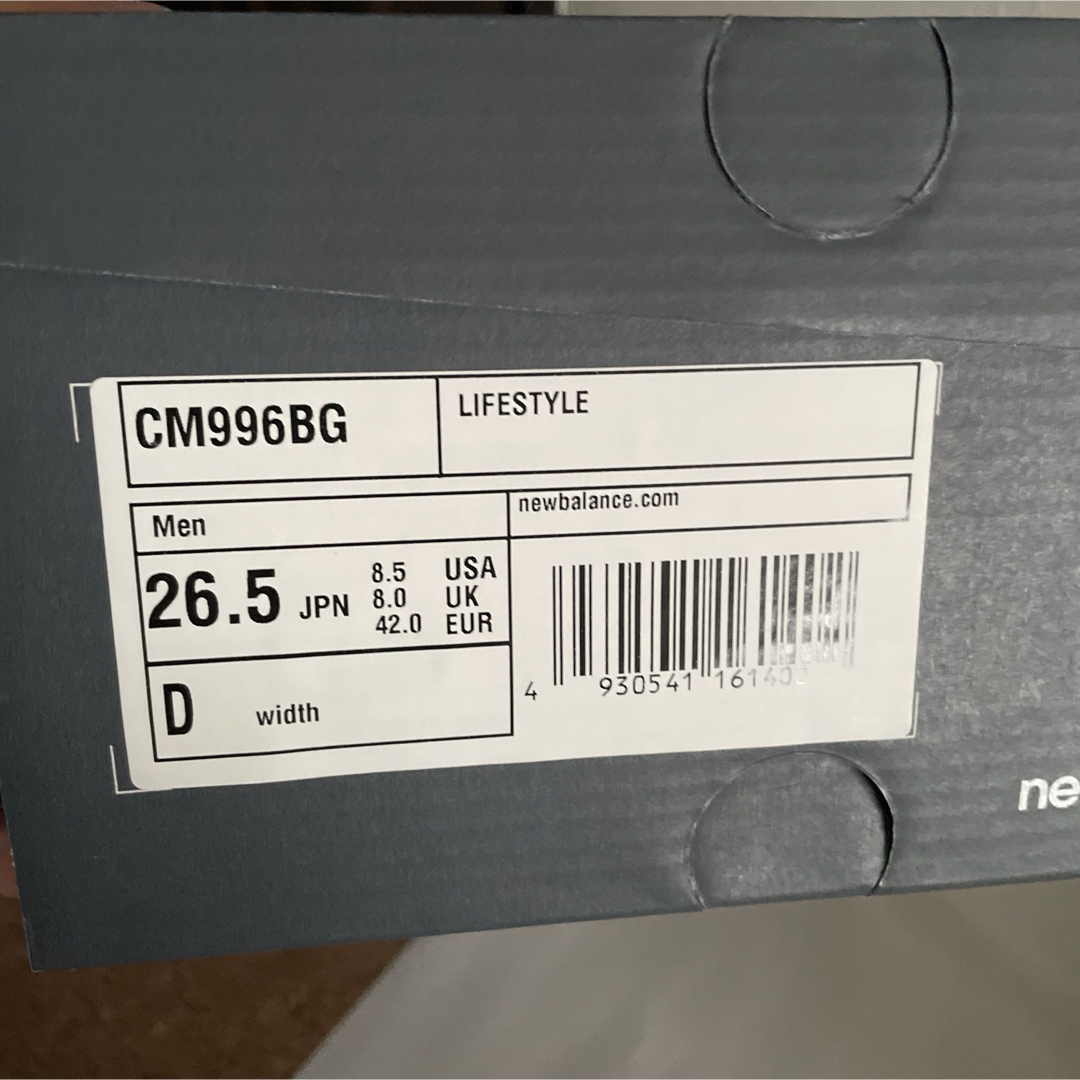 CM996BG
LIFESTYLE
Men
newbalance.com
26.5 JPN
8.5 USA
8.0 UK
42.0 EUR
D width
4 930541
ne